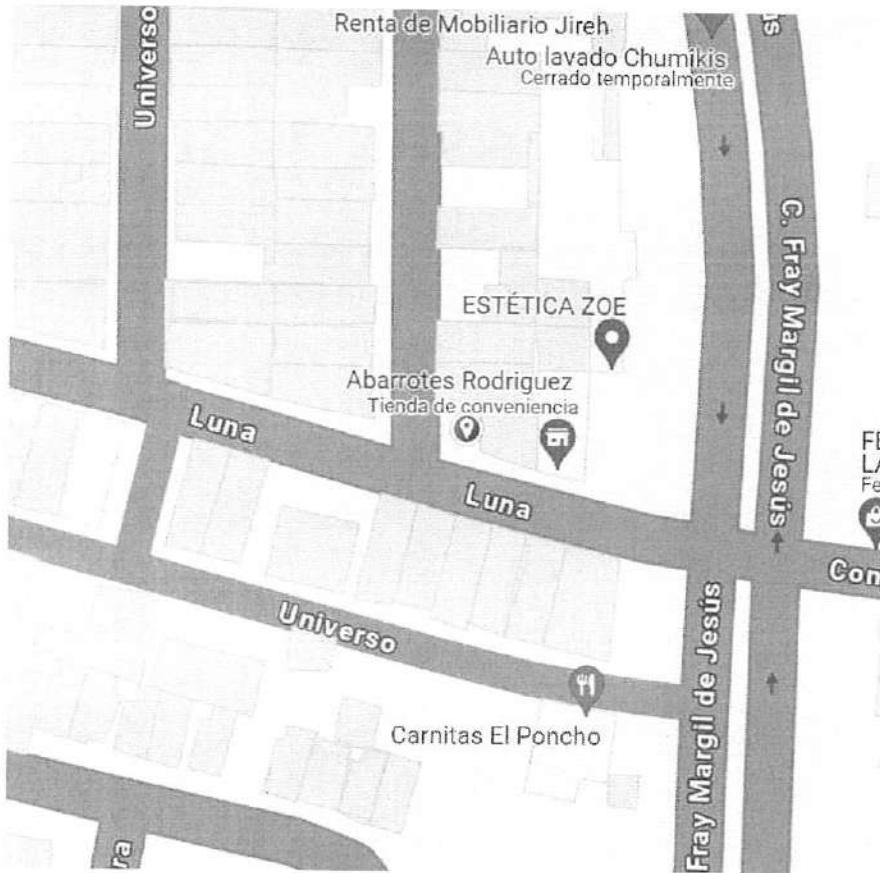 Renta de Mobiliario Jireh
Auto lavado Chumikis
Cerrado temporalmente
Universo
C. Fray Margil de Jesús
ESTÉTICA ZOE
Abarrotes Rodriguez
Tienda de conveniencia
Luna
Luna
Universo
Carnitas El Poncho
Fray Margil de Jesús